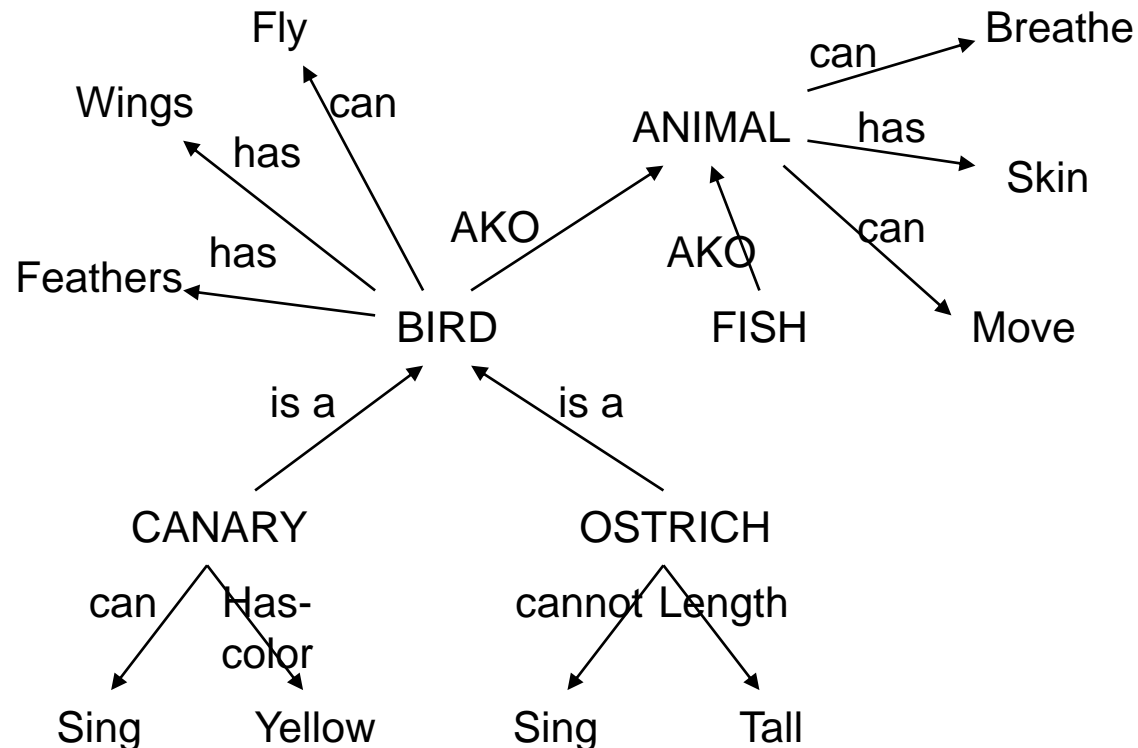 Fly
Breathe
can
Wings
can
ANIMAL
has
has
Skin
AKO
can
AKO
has
Feathers
BIRD
FISH
Move
is a
is a
CANARY
OSTRICH
can
Has-
color
cannot
Length
Sing
Yellow
Sing
Tall